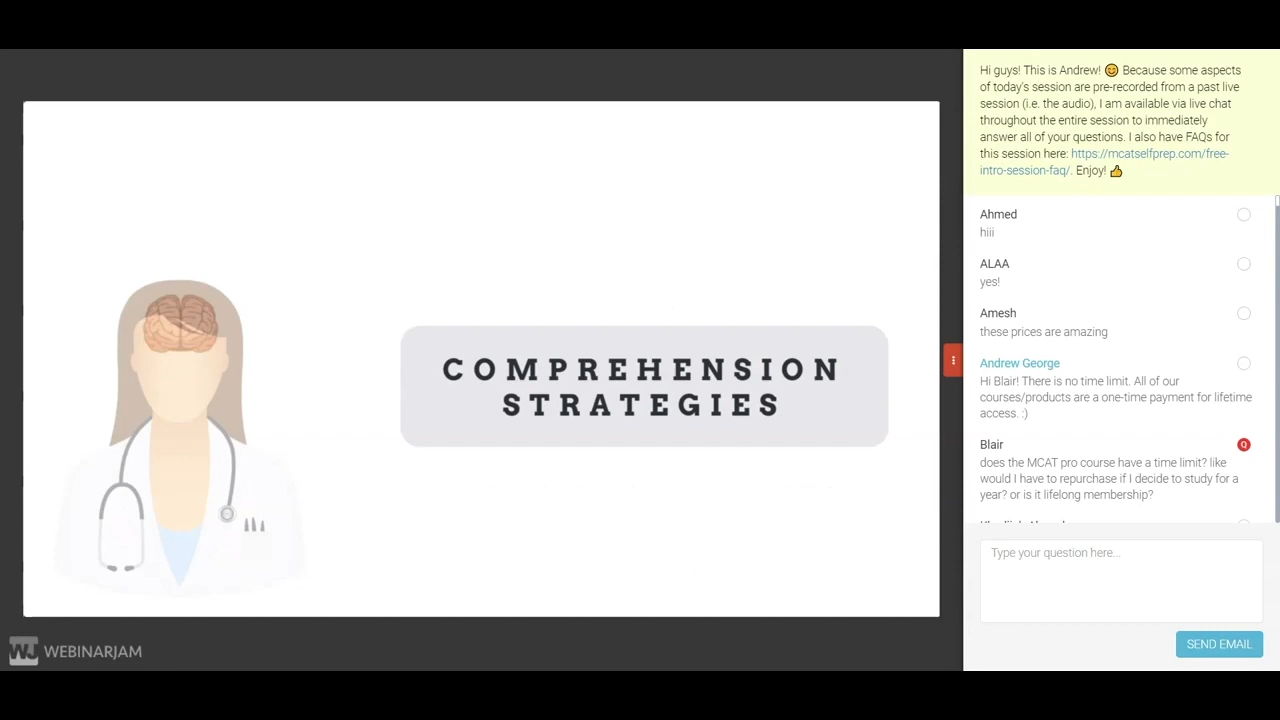 COMPREHENSION
STRATEGIES
WJ WEBINARJAM
Hi guys! This is Andrew! 😊 Because some aspects
of today's session are pre-recorded from a past live
session (i.e. the audio), I am available via live chat
throughout the entire session to immediately
answer all of your questions. I also have FAQs for
this session here: https://mcatselfprep.com/free-
intro-session-faq/. Enjoy! 👍
Ahmed
hiii
ALAA
yes!
Amesh
these prices are amazing
Andrew George
Hi Blair! There is no time limit. All of our
courses/products are a one-time payment for lifetime
access. :)
Blair
Q
does the MCAT pro course have a time limit? like
would I have to repurchase if I decide to study for a
year? or is it lifelong membership?
Type your question here...
SEND EMAIL